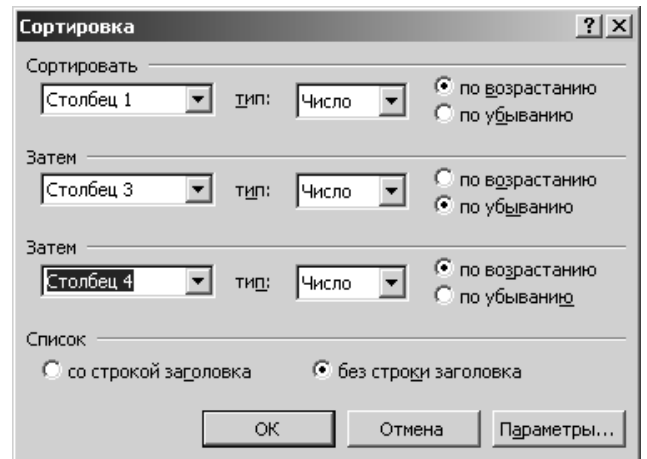 Сортировка
Сортировать
Столбец 1 тип: Число по возрастанию
по убыванию
Затем
Столбец 3 тип: Число по возрастанию
по убыванию
Затем
Столбец 4 тип: Число по возрастанию
по убыванию
Список
со строкой заголовка без строки заголовка
ОК Отмена Параметры...